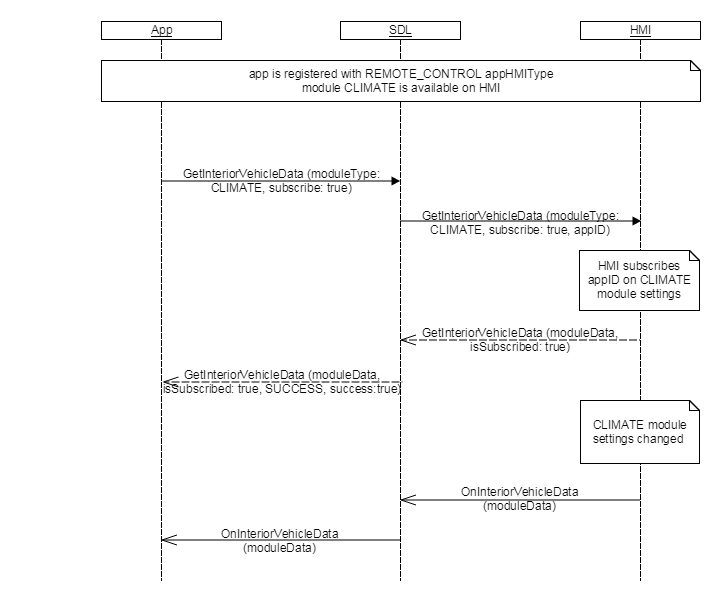 App
SDL
HMI
app is registered with REMOTE_CONTROL appHMIType
module CLIMATE is available on HMI
GetInteriorVehicleData (moduleType:
CLIMATE, subscribe: true)
GetInteriorVehicleData (moduleType:
CLIMATE, subscribe: true, appID)
HMI subscribes
appID on CLIMATE
module settings
GetInteriorVehicleData (moduleData,
isSubscribed: true)
GetInteriorVehicleData (moduleData,
isSubscribed: true, SUCCESS, success:true)
CLIMATE module
settings changed
OnInteriorVehicleData
(moduleData)
OnInteriorVehicleData
(moduleData)